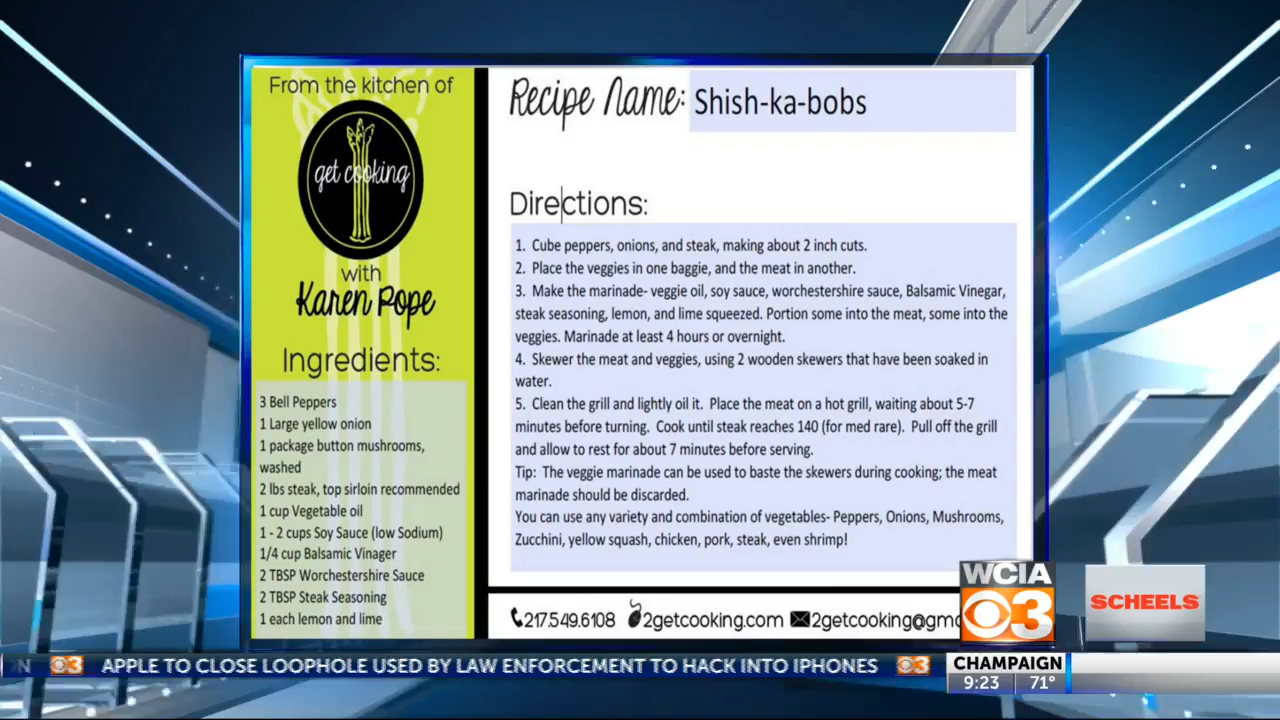 From the kitchen of
get cooking
with
Karen Pope
Ingredients:
3 Bell Peppers
1 Large yellow onion
1 package button mushrooms,
washed
2 lbs steak, top sirloin recommended
1 cup Vegetable oil
1 - 2 cups Soy Sauce (low Sodium)
1/4 cup Balsamic Vinager
2 TBSP Worchestershire Sauce
2 TBSP Steak Seasoning
1 each lemon and lime
Recipe Name: Shish-ka-bobs
Directions:
1. Cube peppers, onions, and steak, making about 2 inch cuts.
2. Place the veggies in one baggie, and the meat in another.
3. Make the marinade- veggie oil, soy sauce, worchestershire sauce, Balsamic Vinegar,
steak seasoning, lemon, and lime squeezed. Portion some into the meat, some into the
veggies. Marinade at least 4 hours or overnight.
4. Skewer the meat and veggies, using 2 wooden skewers that have been soaked in
water.
5. Clean the grill and lightly oil it. Place the meat on a hot grill, waiting about 5-7
minutes before turning. Cook until steak reaches 140 (for med rare). Pull off the grill
and allow to rest for about 7 minutes before serving.
Tip: The veggie marinade can be used to baste the skewers during cooking; the meat
marinade should be discarded.
You can use any variety and combination of vegetables- Peppers, Onions, Mushrooms,
Zucchini, yellow squash, chicken, pork, steak, even shrimp!
217.549.6108 2getcooking.com 2getcooking@gm
WCIA
3
SCHEELS
N 3 APPLE TO CLOSE LOOPHOLE USED BY LAW ENFORCEMENT TO HACK INTO IPHONES 3
CHAMPAIGN
9:23 71°